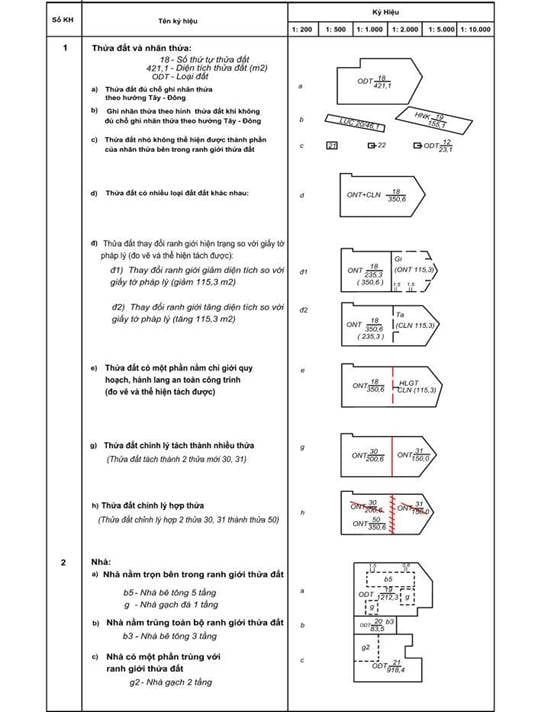 Số KH
Tên ký hiệu
Ký Hiệu
1: 200
1: 500
1: 1.000
1: 2.000
1: 5.000
1: 10.000
1
Thửa đất và nhãn thửa:
18 - Số thứ tự thửa đất
421,1 - Diện tích thửa đất (m2)
ODT - Loại đất
a) Thửa đất đủ chỗ ghi nhãn thửa
theo hướng Tây - Đông
a
ODT 18
421,1
b) Ghi nhãn thửa theo hình thửa đất khi không
đủ chỗ ghi nhãn thửa theo hướng Tây - Đông
b
LUC 20/46,1
HNK 19
155,1
c) Thửa đất nhỏ không thể hiện được thành phần
của nhãn thửa bên trong ranh giới thửa đất
c
21
22
ODT 12
23,1
d) Thửa đất có nhiều loại đất đất khác nhau:
d
ONT+CLN 18
350,6
đ) Thửa đất thay đổi ranh giới hiện trạng so với giấy tờ
pháp lý (đo vẽ và thể hiện tách được):
đ1) Thay đổi ranh giới giảm diện tích so với
giấy tờ pháp lý (giảm 115,3 m2)
đ1
ONT 18
235,3
( 350,6 )
Gi
(ONT 115,3)
1,5
1,5
đ2) Thay đổi ranh giới tăng diện tích so với
giấy tờ pháp lý (tăng 115,3 m2)
đ2
ONT 18
350,6
( 235,3 )
Ta
(CLN 115,3)
e) Thửa đất có một phần nằm chỉ giới quy
hoạch, hành lang an toàn công trình
(đo vẽ và thể hiện tách được)
e
ONT 18
350,6
HLGT
CLN (115,3)
g) Thửa đất chỉnh lý tách thành nhiều thửa
(Thửa đất tách thành 2 thửa mới 30, 31)
g
ONT 30
200,6
ONT 31
150,0
h) Thửa đất chỉnh lý hợp thửa
(Thửa đất chỉnh lý hợp 2 thửa 30, 31 thành thửa 50)
h
ONT 30
200,6
ONT 31
150,0
ONT 50
350,6
2
Nhà:
a) Nhà nằm trọn bên trong ranh giới thửa đất
b5 - Nhà bê tông 5 tầng
g - Nhà gạch đá 1 tầng
a
b5
ODT 19
1212,3
g
g
b) Nhà nằm trùng toàn bộ ranh giới thửa đất
b3 - Nhà bê tông 3 tầng
b
ODT 20
83,5
b3
c) Nhà có một phần trùng với
ranh giới thửa đất
g2- Nhà gạch 2 tầng
c
g2
ODT 21
918,4